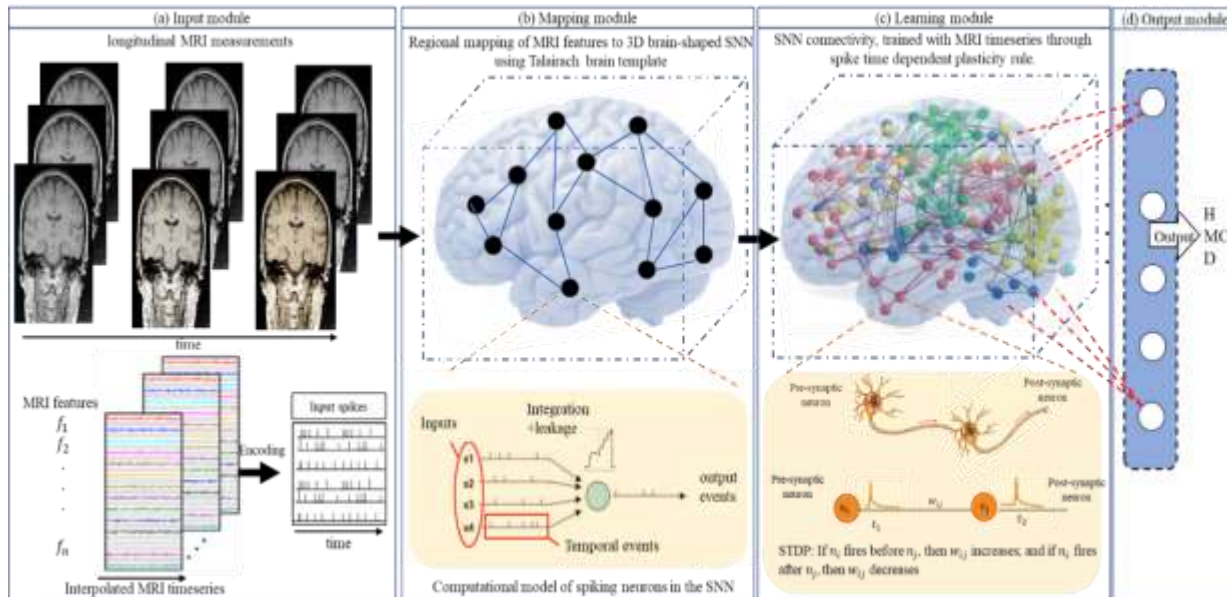 (a) Input module
longitudinal MRI measurements
time
MRI features
f1
f2
.
.
.
fn
Encoding
Input spikes
time
Interpolated MRI timeseries
(b) Mapping module
Regional mapping of MRI features to 3D brain-shaped SNN
using Talairach brain template
Inputs
Integration
+leakage
s1
s2
s3
s4
output
events
Temporal events
Computational model of spiking neurons in the SNN
(c) Learning module
SNN connectivity, trained with MRI timeseries through
spike time dependent plasticity rule.
Pre-synaptic
neuron
Post-synaptic
neuron
Pre-synaptic
neuron
Post-synaptic
neuron
wij
t1
t2
STDP: If ni fires before nj, then wij increases, and if ni fires
after nj, then wij decreases
(d) Output module
Output
H
MC
D